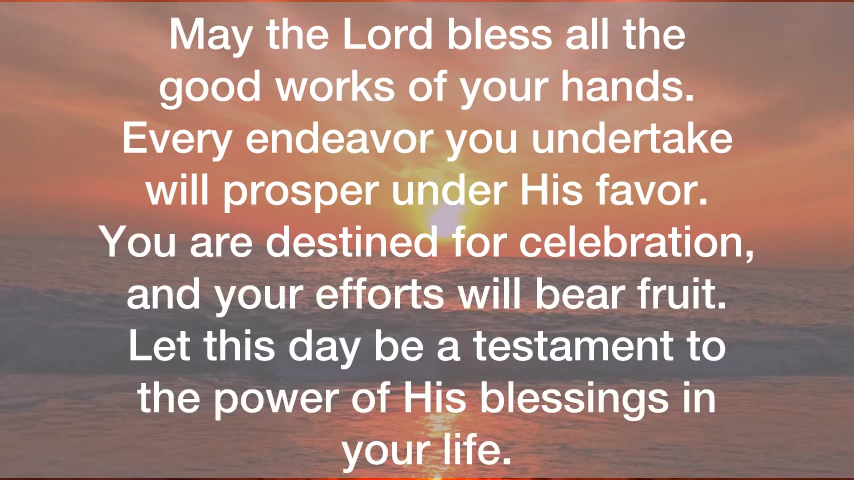 May the Lord bless all the
good works of your hands.
Every endeavor you undertake
will prosper under His favor.
You are destined for celebration,
and your efforts will bear fruit.
Let this day be a testament to
the power of His blessings in
your life.